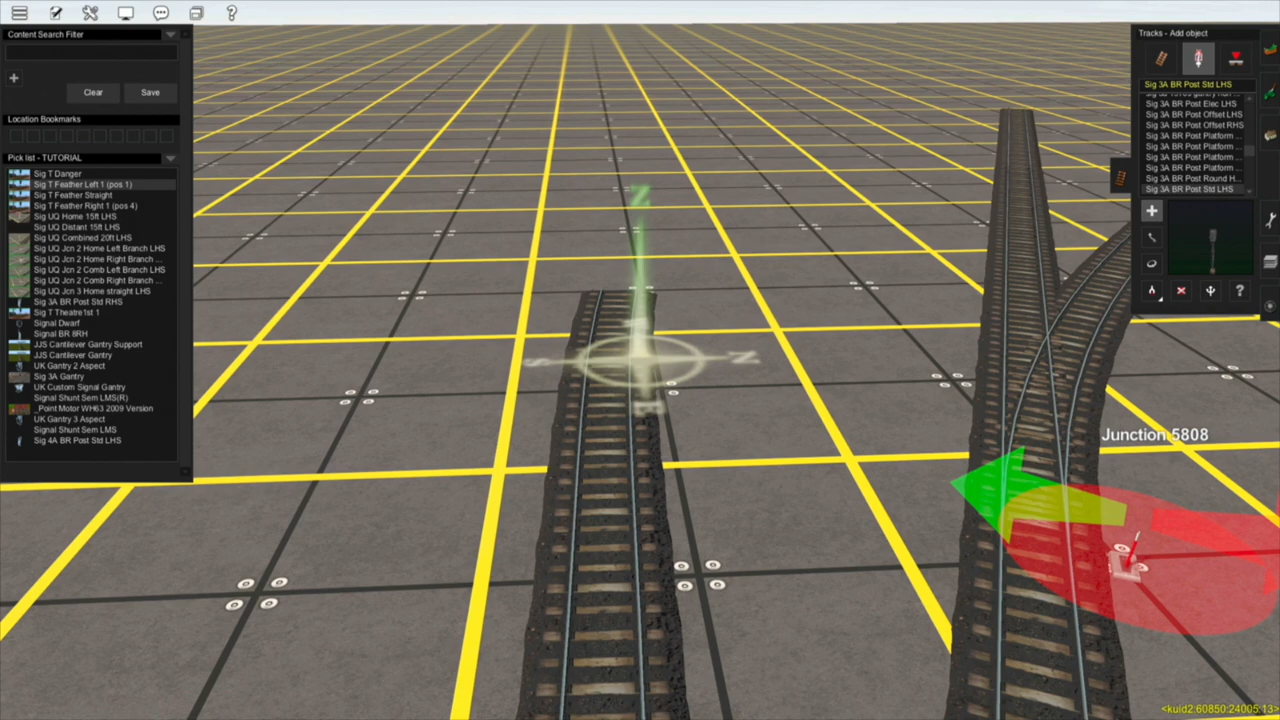 Content Search Filter
Clear
Save
Location Bookmarks
Pick list - TUTORIAL
Sig T Danger
Sig T Feather Left 1 (pos 1)
Sig T Feather Straight
Sig T Feather Right 1 (pos 4)
Sig UQ Home 15ft LHS
Sig UQ Distant 15ft LHS
Sig UQ Combined 20ft LHS
Sig UQ Jcn 2 Home Left Branch LHS
Sig UQ Jcn 2 Home Right Branch ...
Sig UQ Jcn 2 Comb Left Branch LHS
Sig UQ Jcn 2 Comb Right Branch ...
Sig UQ Jcn 3 Home straight LHS
Sig 3A BR Post Std RHS
Sig T Theatre1st 1
Signal Dwarf
Signal BR 8RH
JJS Cantilever Gantry Support
JJS Cantilever Gantry
UK Gantry 2 Aspect
Sig 3A Gantry
UK Custom Signal Gantry
Signal Shunt Sem LMS(R)
_Point Motor WH63 2009 Version
UK Gantry 3 Aspect
Signal Shunt Sem LMS
Sig 4A BR Post Std LHS
N
S
N
E
Junction 5808
Tracks - Add object
Sig 3A BR Post Std LHS
Sig 3A BR Post Elec LHS
Sig 3A BR Post Offset LHS
Sig 3A BR Post Offset RHS
Sig 3A BR Post Platform ...
Sig 3A BR Post Platform ...
Sig 3A BR Post Platform ...
Sig 3A BR Post Platform ...
Sig 3A BR Post Round H...
Sig 3A BR Post Std LHS
<kuid2:60850:24005:13>